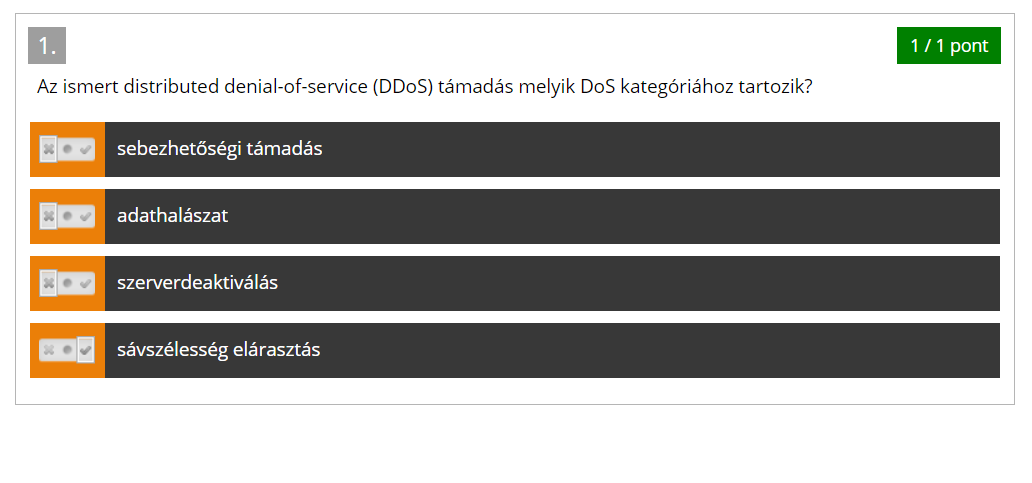 1.
1 / 1 pont
Az ismert distributed denial-of-service (DDoS) támadás melyik DoS kategóriához tartozik?
sebezhetőségi támadás
adathalászat
szerverdeaktiválás
sávszélesség elárasztás